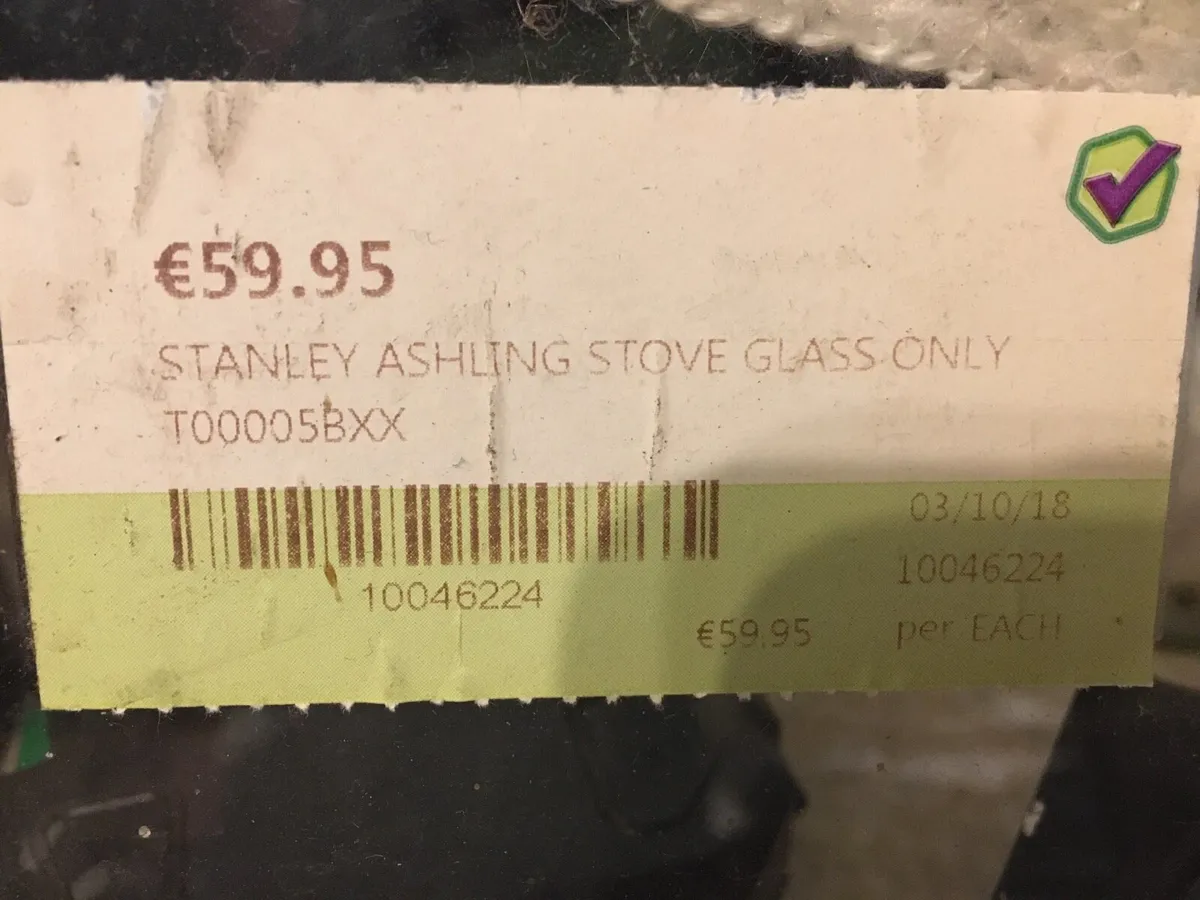 €59.95
STANLEY ASHLING STOVE GLASS ONLY
T00005BXX
03/10/18
10046224
10046224
€59.95 per EACH